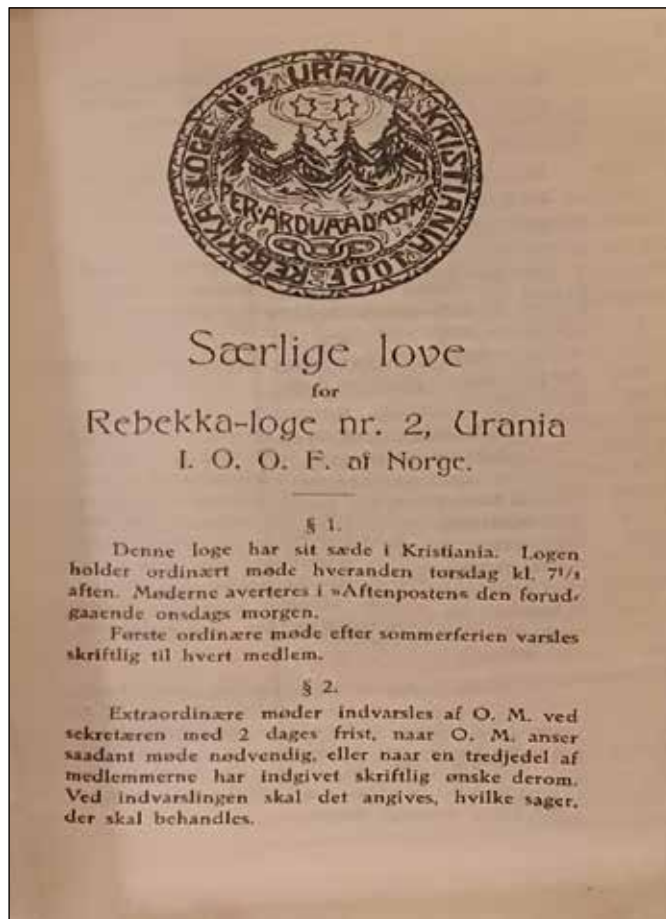 REBEKKA LOGE No. 2 URANIA KRISTIANIA I.O.O.F.
PER·ARDUA·AD·ASTRA
Særlige love
for
Rebekka-loge nr. 2, Urania
I. O. O. F. af Norge.
§ 1.
Denne loge har sit sæde i Kristiania. Logen
holder ordinært møde hveranden torsdag kl. 7½
aften. Møderne averteres i »Aftenposten« den forud-
gaaende onsdags morgen.
Første ordinære møde efter sommerferien varsles
skriftlig til hvert medlem.
§ 2.
Extraordinære møder indvarsles af O. M. ved
sekretæren med 2 dages frist, naar O. M. anser
saadant møde nødvendig, eller naar en tredjedel af
medlemmerne har indgivet skriftlig ønske derom.
Ved indvarslingen skal det angives, hvilke sager,
der skal behandles.